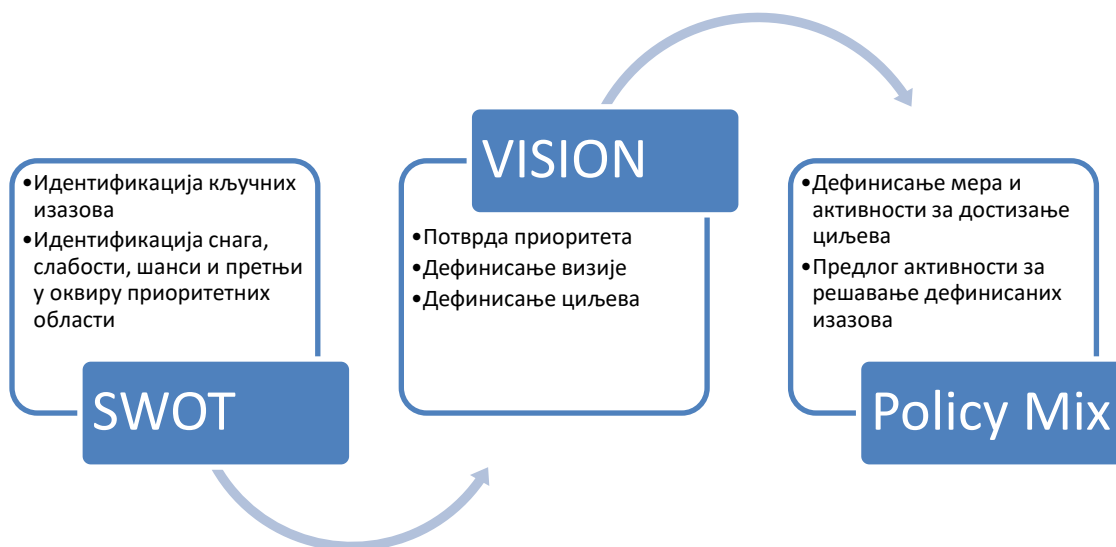 •Идентификација кључних
изазова
•Идентификација снага,
слабости, шанси и претњи
у оквиру приоритетних
области
SWOT
VISION
•Потврда приоритета
•Дефинисање визије
•Дефинисање циљева
•Дефинисање мера и
активности за достизање
циљева
•Предлог активности за
решавање дефинисаних
изазова
Policy Mix